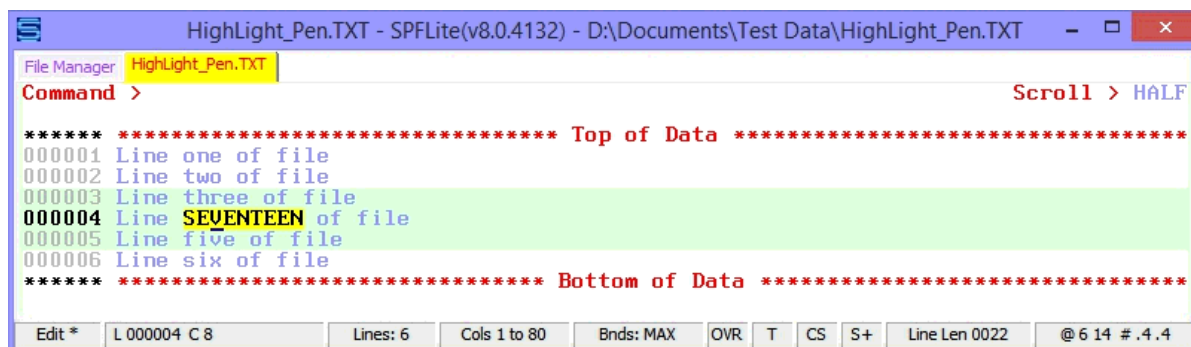 HighLight_Pen.TXT - SPFLite(v8.0.4132) - D:\Documents\Test Data\HighLight_Pen.TXT
File Manager HighLight_Pen.TXT
Command > Scroll > HALF
****** ********************************* Top of Data **********************************
000001 Line one of file
000002 Line two of file
000003 Line three of file
000004 Line SEVENTEEN of file
000005 Line five of file
000006 Line six of file
****** ******************************** Bottom of Data ********************************
Edit * L 000004 C 8 Lines: 6 Cols 1 to 80 Bnds: MAX OVR T CS S+ Line Len 0022 @ 6 14 # .4 .4